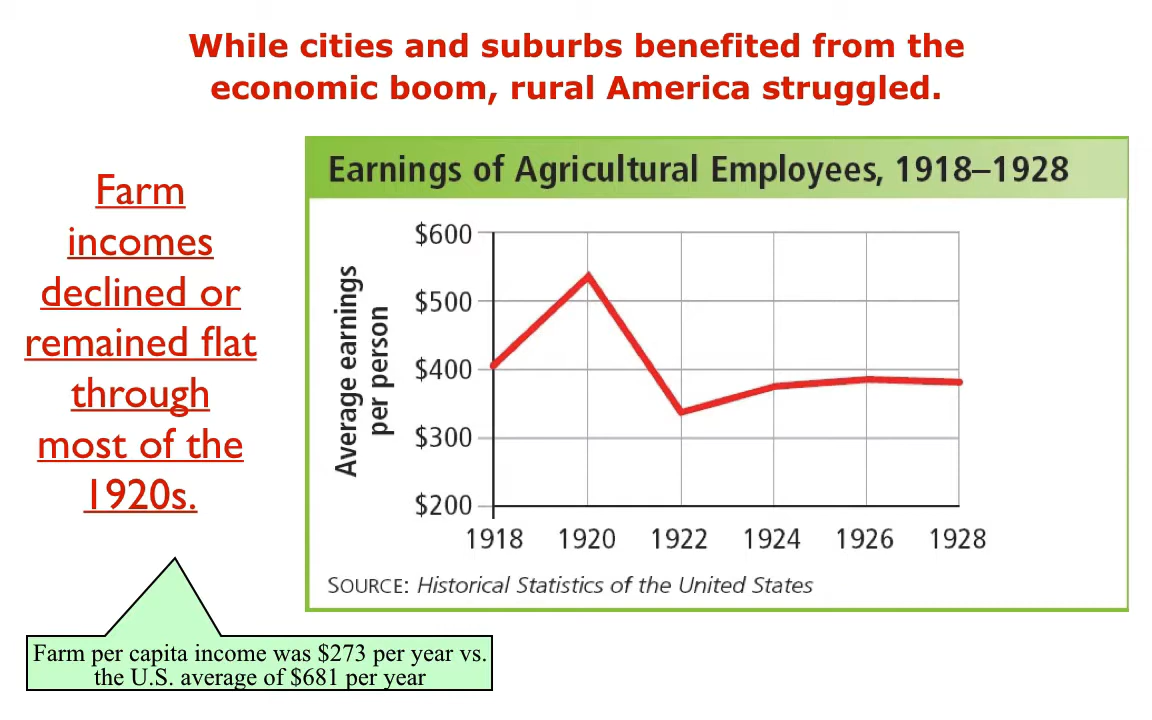 While cities and suburbs benefited from the
economic boom, rural America struggled.
Farm
incomes
declined or
remained flat
through
most of the
1920s.
Earnings of Agricultural Employees, 1918–1928
Average earnings
per person
$600
$500
$400
$300
$200
1918 1920 1922 1924 1926 1928
SOURCE: Historical Statistics of the United States
Farm per capita income was $273 per year vs.
the U.S. average of $681 per year